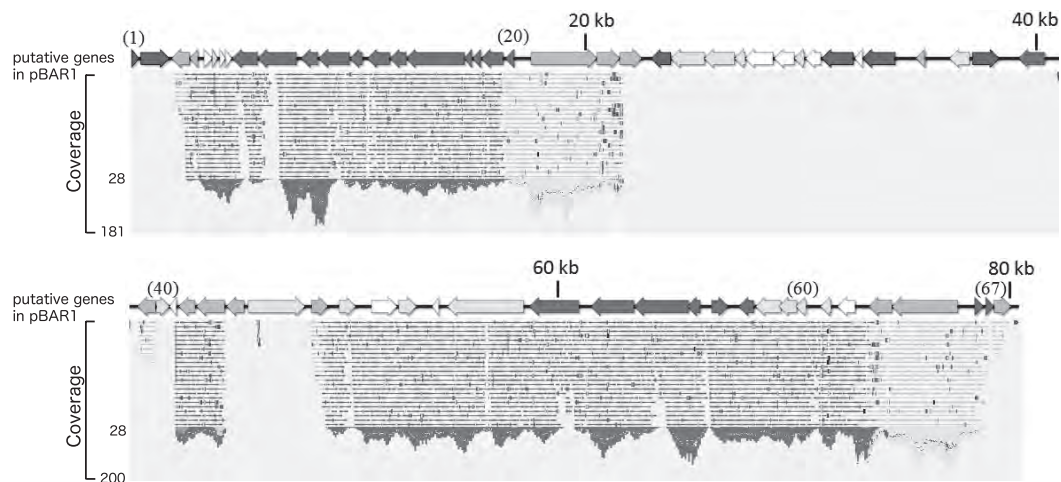 (1)
(20)
20 kb
40 kb
putative genes
in pBAR1
Coverage
28
181
(40)
60 kb
(60)
80 kb
(67)
putative genes
in pBAR1
Coverage
28
200